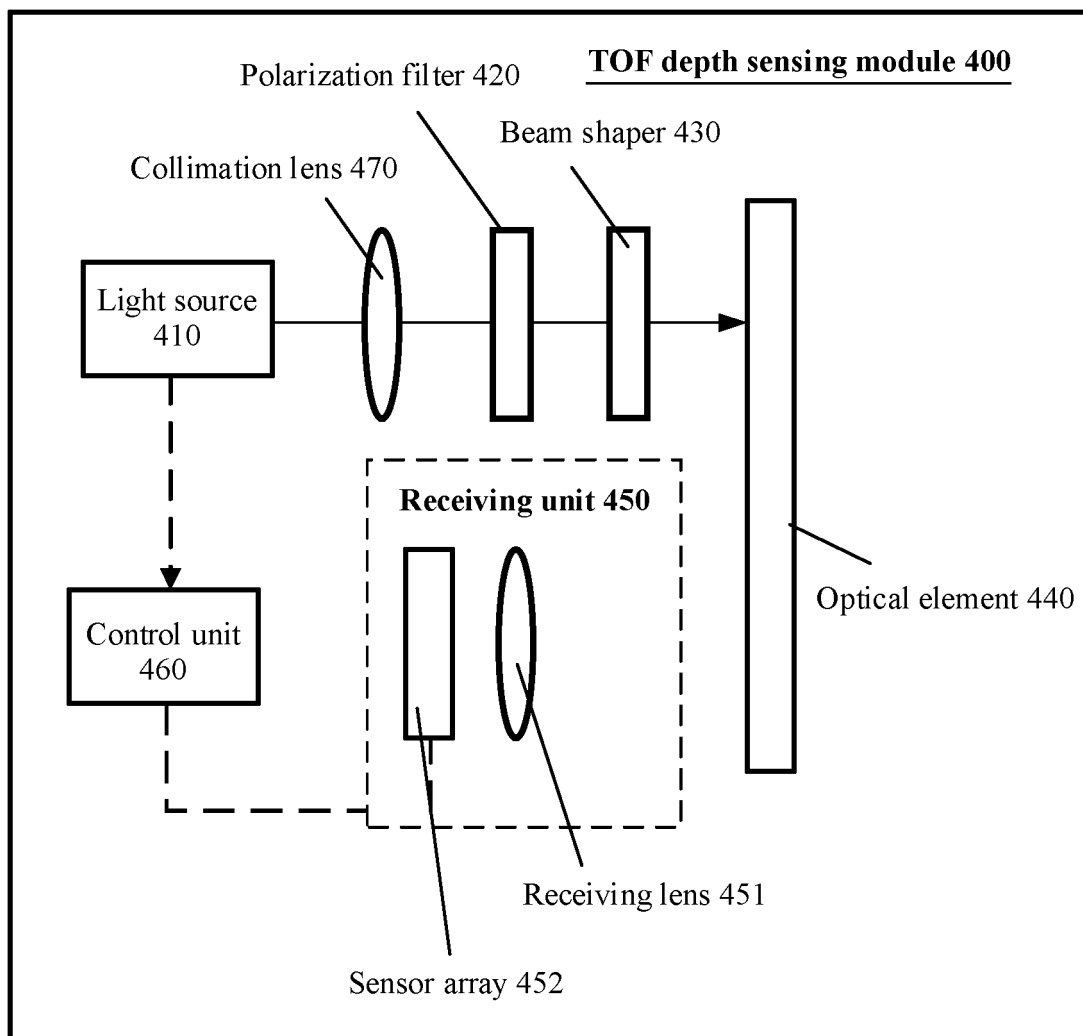 TOF depth sensing module 400
Polarization filter 420
Beam shaper 430
Collimation lens 470
Light source
410
Receiving unit 450
Optical element 440
Control unit
460
Receiving lens 451
Sensor array 452